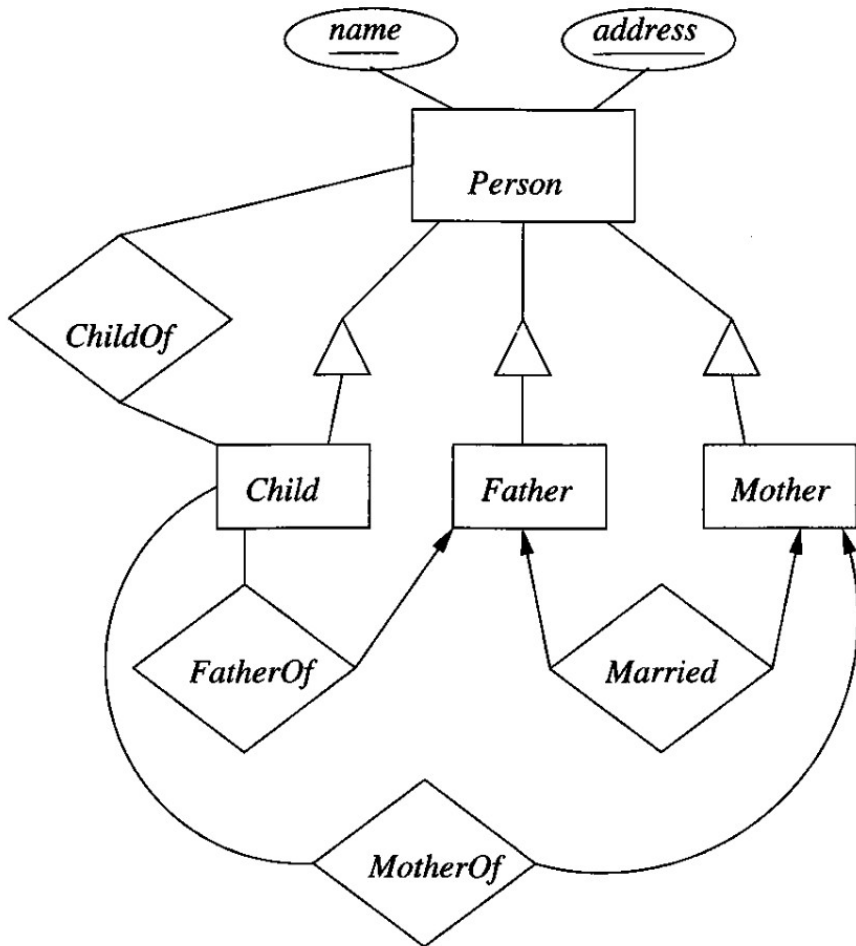 name
address
Person
ChildOf
Child
Father
Mother
FatherOf
Married
MotherOf